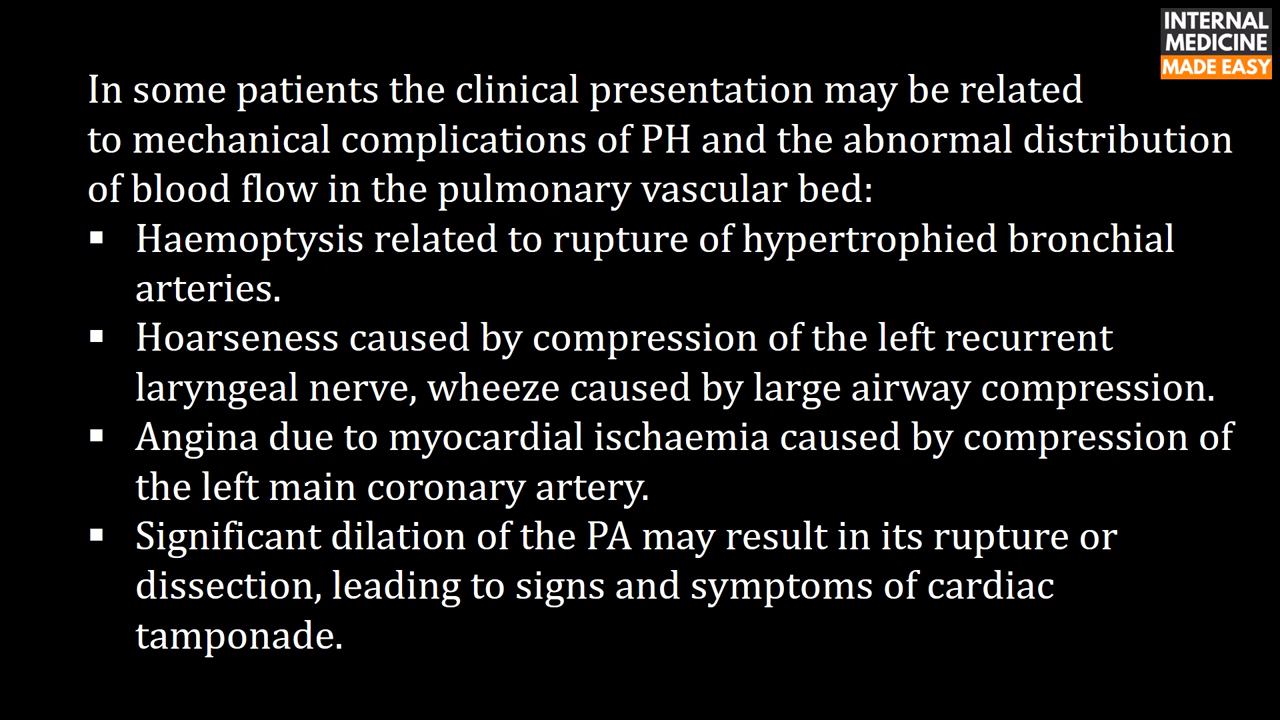 INTERNAL
MEDICINE
MADE EASY
In some patients the clinical presentation may be related
to mechanical complications of PH and the abnormal distribution
of blood flow in the pulmonary vascular bed:
▪ Haemoptysis related to rupture of hypertrophied bronchial
arteries.
▪ Hoarseness caused by compression of the left recurrent
laryngeal nerve, wheeze caused by large airway compression.
▪ Angina due to myocardial ischaemia caused by compression of
the left main coronary artery.
▪ Significant dilation of the PA may result in its rupture or
dissection, leading to signs and symptoms of cardiac
tamponade.